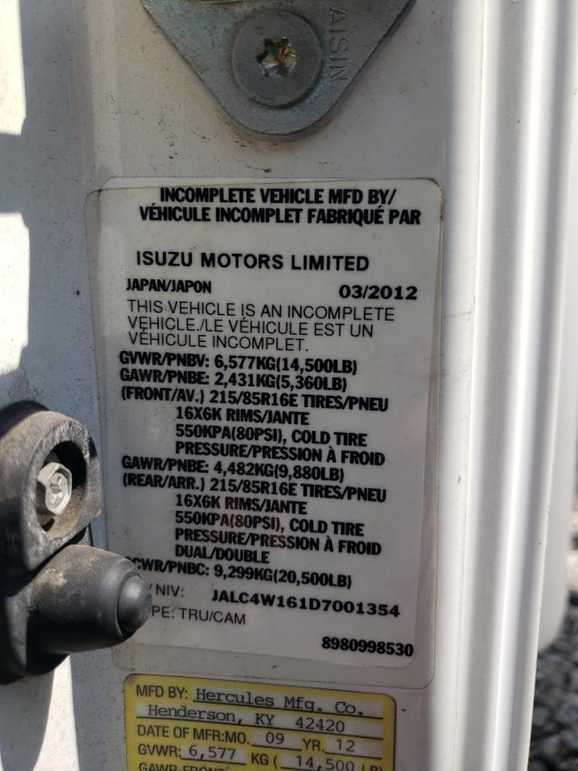 AISIN
INCOMPLETE VEHICLE MFD BY/
VÉHICULE INCOMPLET FABRIQUÉ PAR
ISUZU MOTORS LIMITED
JAPAN/JAPON 03/2012
THIS VEHICLE IS AN INCOMPLETE
VEHICLE./LE VÉHICULE EST UN
VÉHICULE INCOMPLET.
GVWR/PNBV: 6,577KG(14,500LB)
GAWR/PNBE: 2,431KG(5,360LB)
(FRONT/AV.) 215/85R16E TIRES/PNEU
16X6K RIMS/JANTE
550KPA(80PSI), COLD TIRE
PRESSURE/PRESSION À FROID
GAWR/PNBE: 4,482KG(9,880LB)
(REAR/ARR.) 215/85R16E TIRES/PNEU
16X6K RIMS/JANTE
550KPA(80PSI), COLD TIRE
PRESSURE/PRESSION À FROID
DUAL/DOUBLE
GCWR/PNBC: 9,299KG(20,500LB)
/NIV: JALC4W161D7001354
PE: TRU/CAM
8980998530
MFD BY: Hercules Mfg. Co.
Henderson, KY 42420
DATE OF MFR:MO. 09 YR. 12
GVWR: 6,577 KG ( 14,500 LB)
GAWR-FRONT